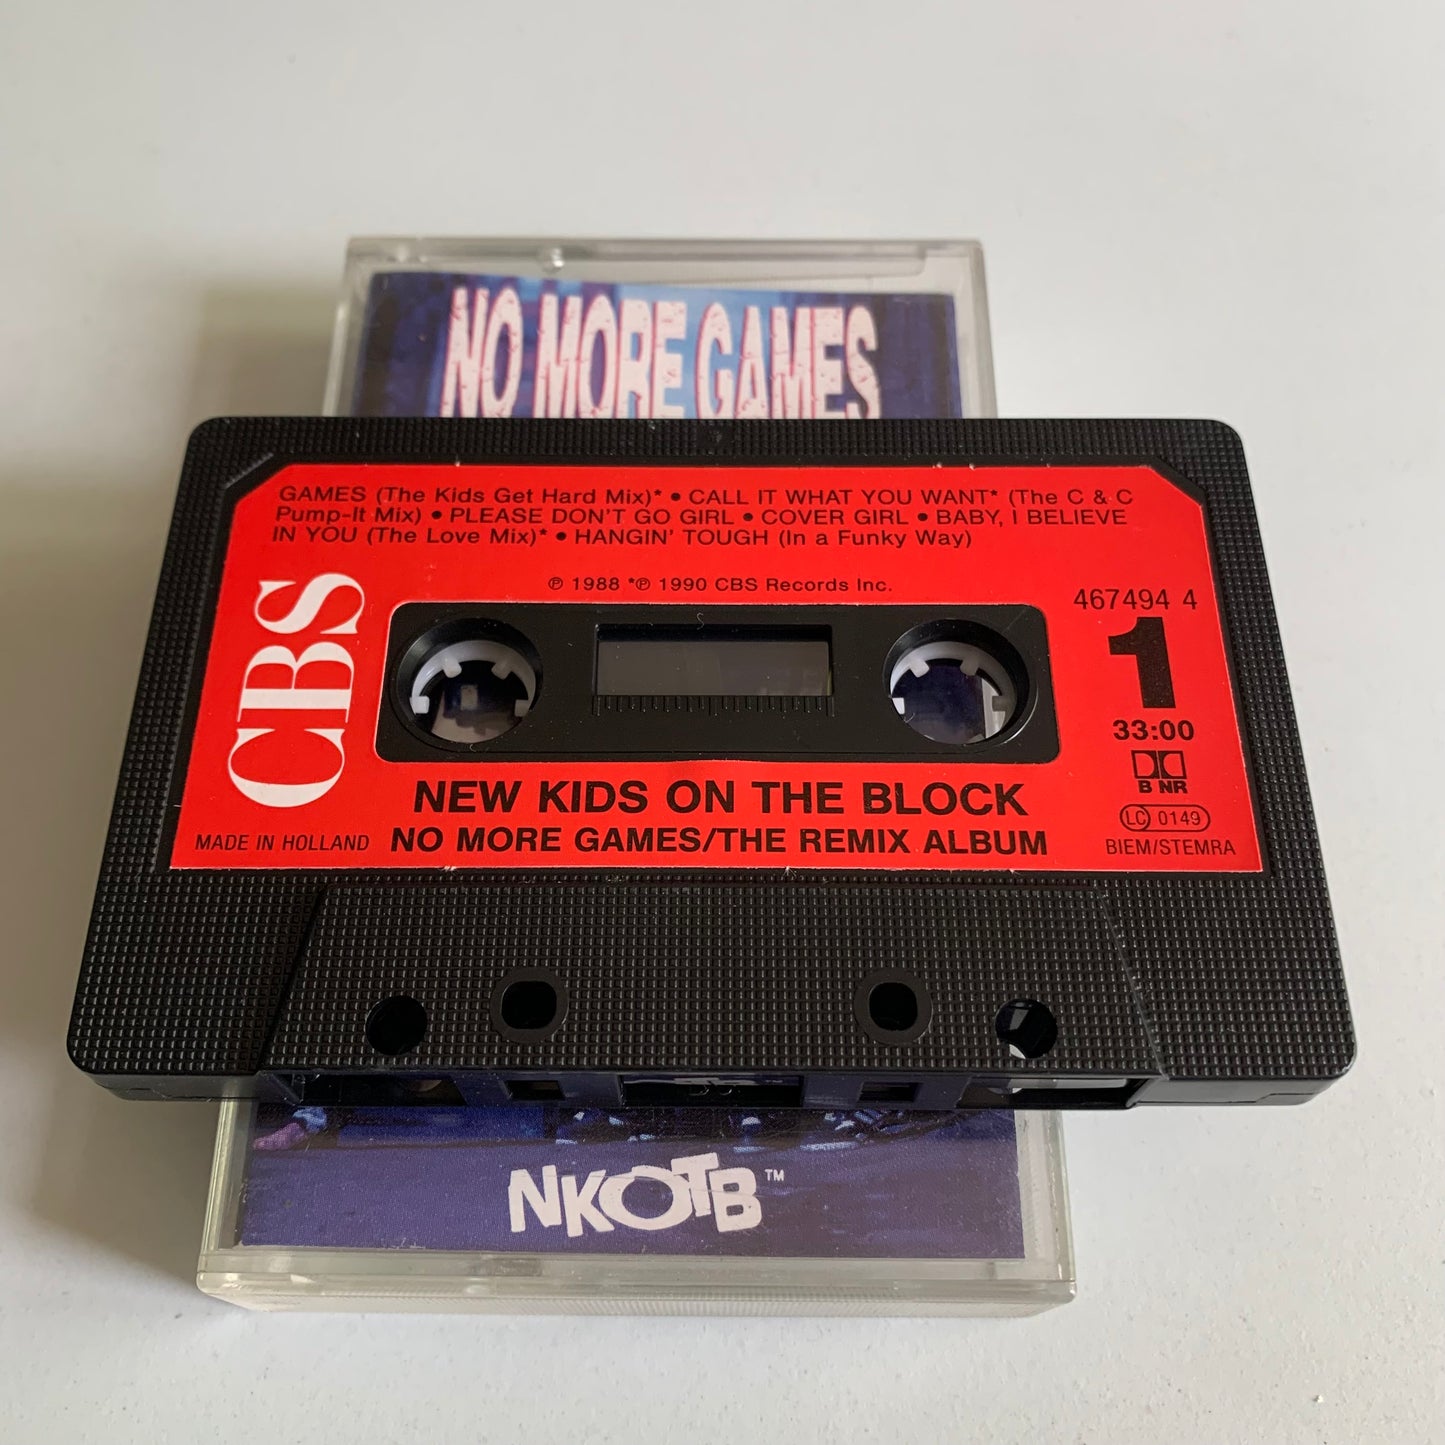 NO MORE GAMES
GAMES (The Kids Get Hard Mix)* • CALL IT WHAT YOU WANT* (The C & C
Pump-It Mix) • PLEASE DON'T GO GIRL • COVER GIRL • BABY, I BELIEVE
IN YOU (The Love Mix)* • HANGIN' TOUGH (In a Funky Way)
℗ 1988 *℗ 1990 CBS Records Inc.
CBS
467494 4
1
33:00
B NR
NEW KIDS ON THE BLOCK
LC 0149
MADE IN HOLLAND
NO MORE GAMES/THE REMIX ALBUM
BIEM/STEMRA
NKOTB™